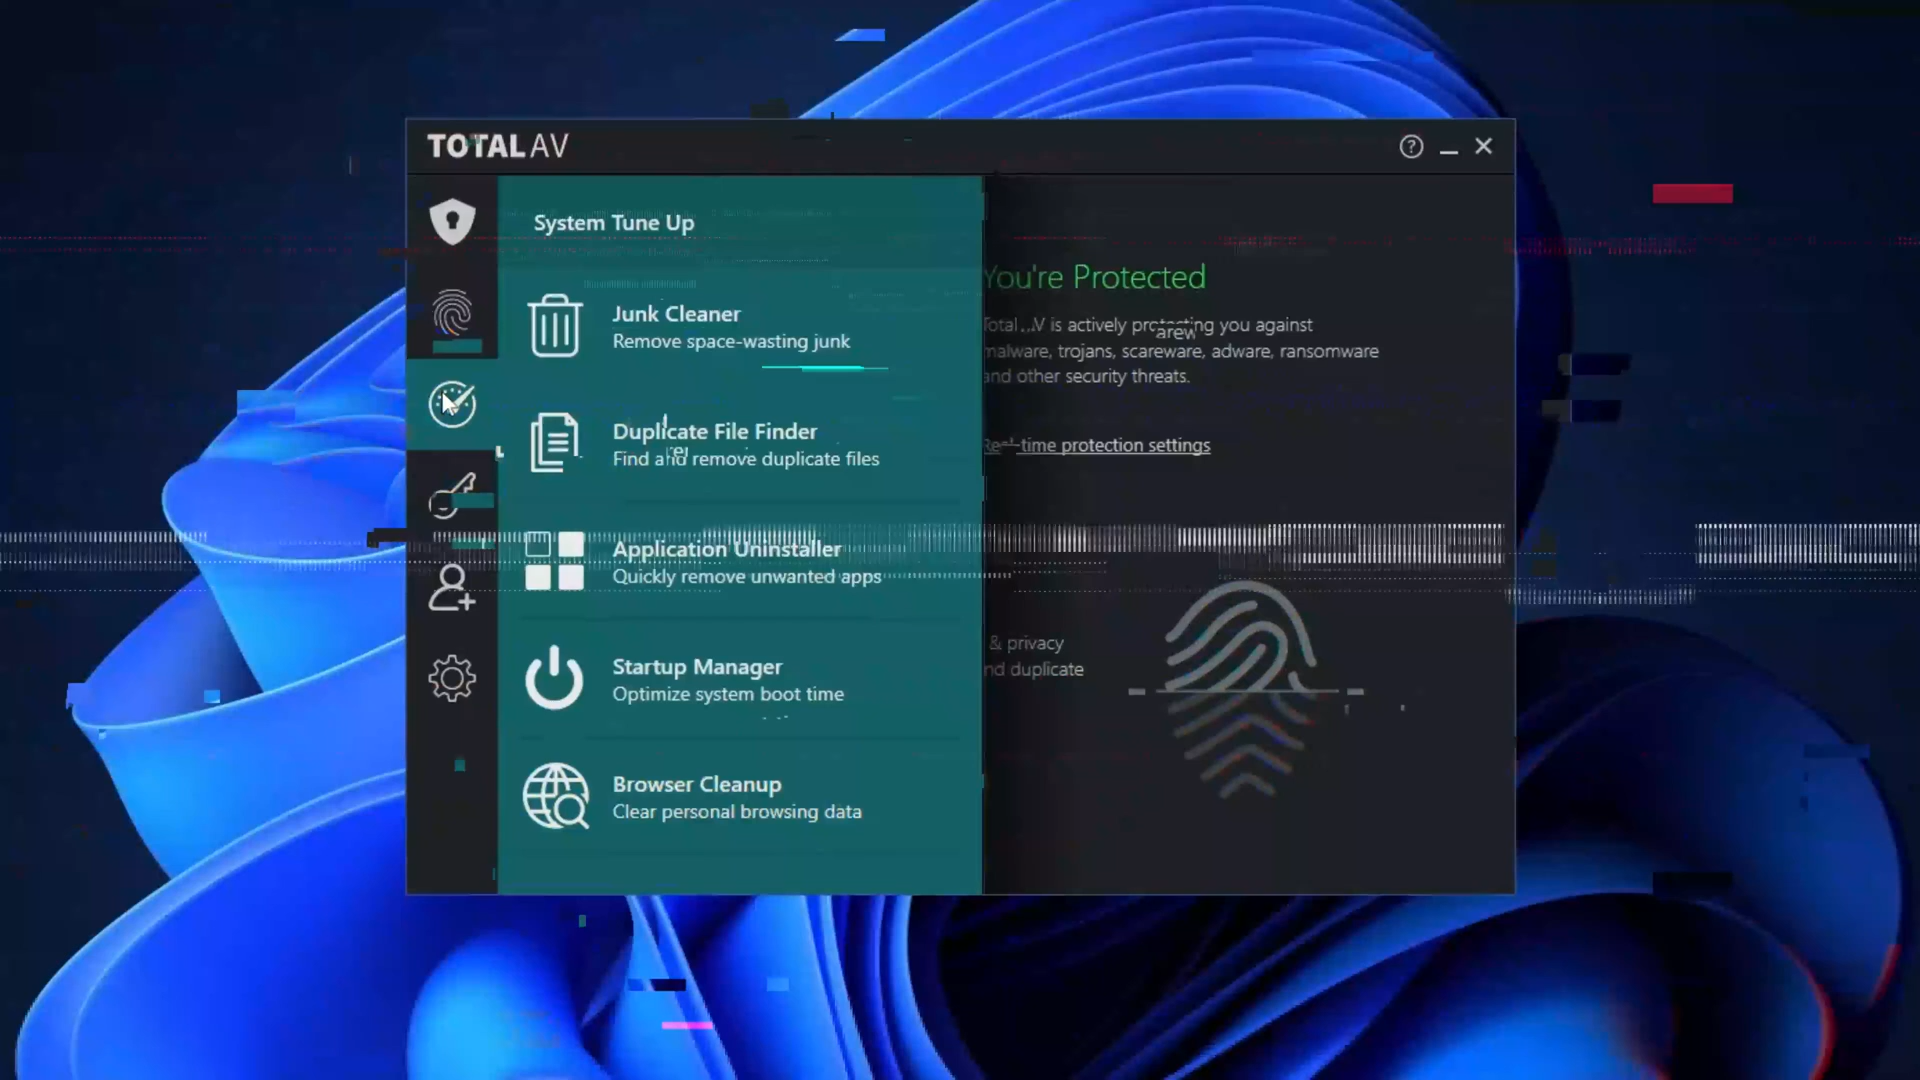 TOTAL AV
System Tune Up
Junk Cleaner
Remove space-wasting junk
Duplicate File Finder
Find and remove duplicate files
Application Uninstaller
Quickly remove unwanted apps
Startup Manager
Optimize system boot time
Browser Cleanup
Clear personal browsing data
You're Protected
is actively protecting you against
malware, trojans, scareware, adware, ransomware
and other security threats.
Real-time protection settings
& privacy
duplicate